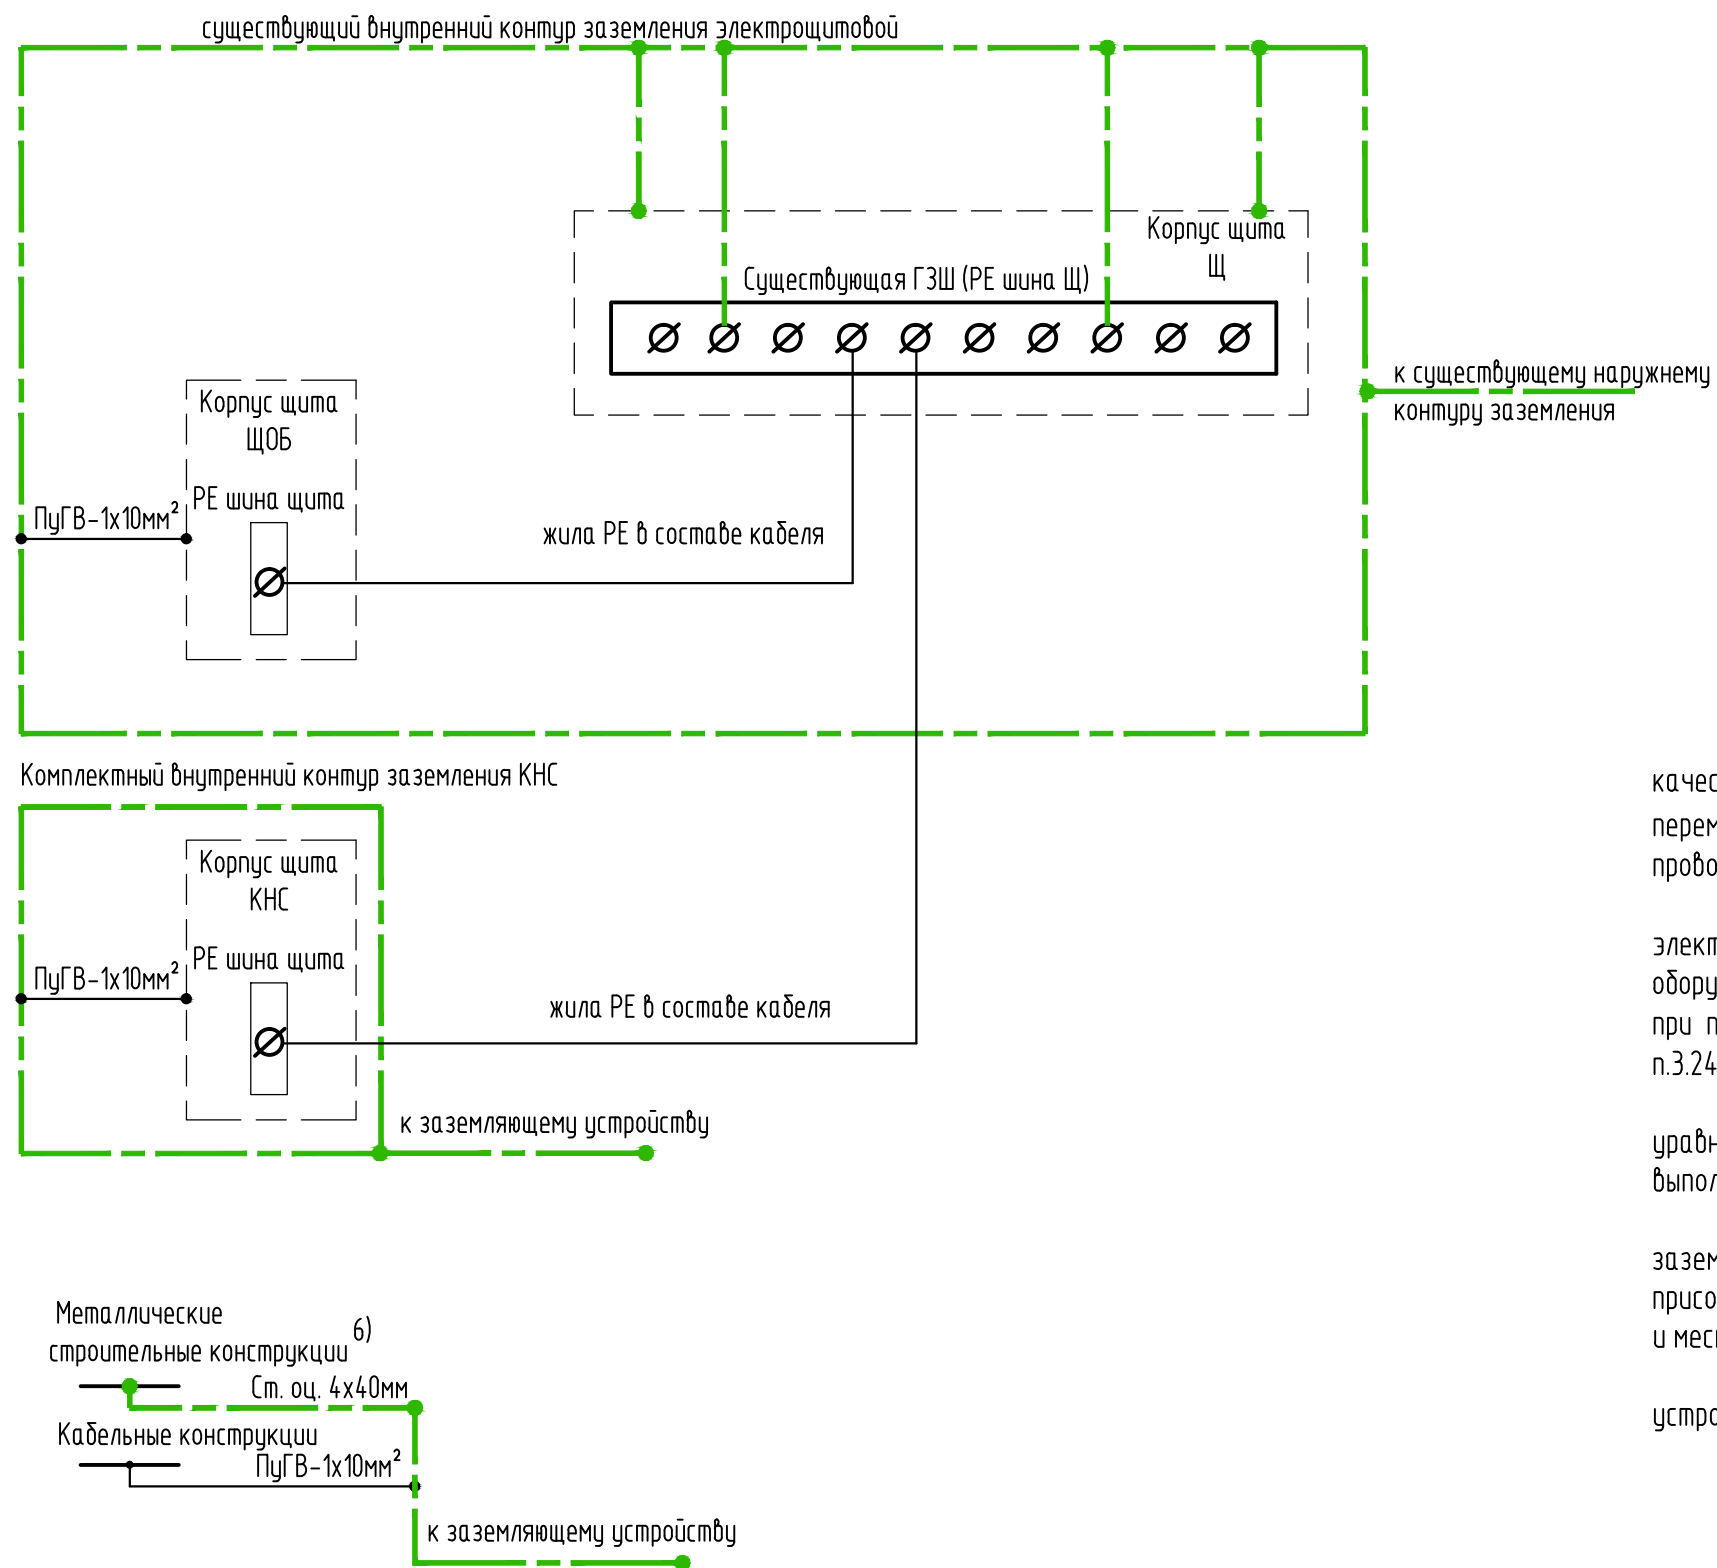 существующий внутренний контур заземления электрощитовой
Корпус щита
Щ
Существующая ГЗШ (РЕ шина Щ)
к существующему наружнему
контуру заземления
Корпус щита
ЩОБ
РЕ шина щита
ПуГВ-1х10мм²
жила РЕ в составе кабеля
Комплектный внутренний контур заземления КНС
Корпус щита
КНС
РЕ шина щита
ПуГВ-1х10мм²
жила РЕ в составе кабеля
к заземляющему устройству
Металлические
строительные конструкции 6)
Ст. оц. 4х40мм
Кабельные конструкции
ПуГВ-1х10мм²
к заземляющему устройству
при
п.3.24
и